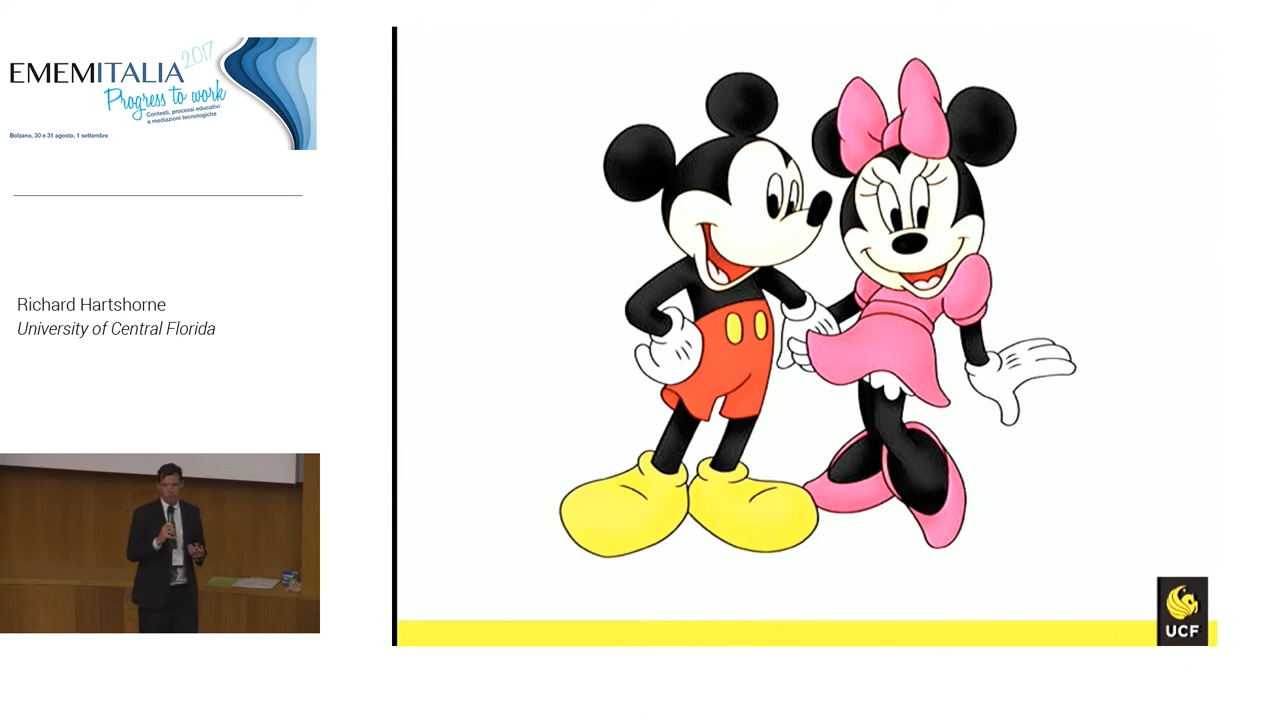 EMEMITALIA 2017
Progress to work
Contesti, processi educativi
e mediazioni tecnologiche
Bolzano, 30 e 31 agosto, 1 settembre
Richard Hartshorne
University of Central Florida
UCF